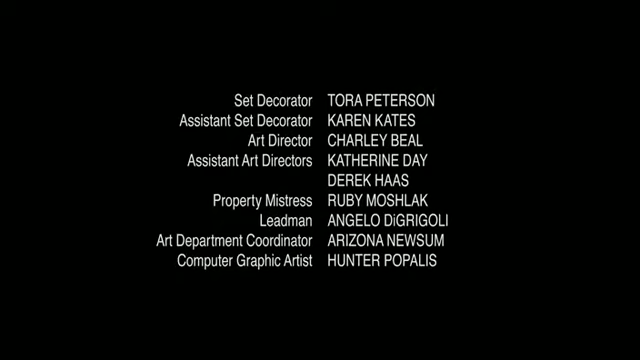 Set Decorator TORA PETERSON
Assistant Set Decorator KAREN KATES
Art Director CHARLEY BEAL
Assistant Art Directors KATHERINE DAY
DEREK HAAS
Property Mistress RUBY MOSHLAK
Leadman ANGELO DiGRIGOLI
Art Department Coordinator ARIZONA NEWSUM
Computer Graphic Artist HUNTER POPALIS